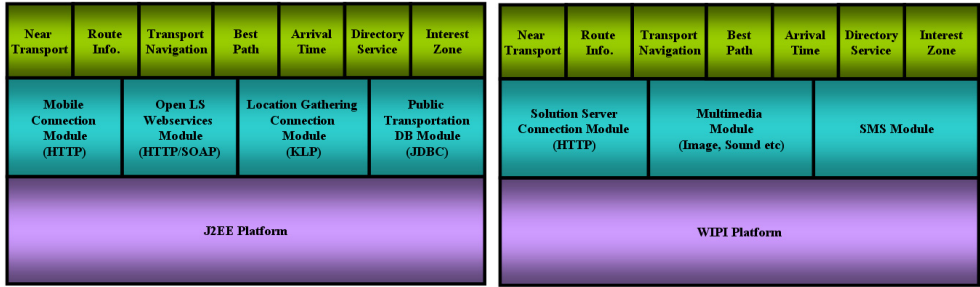 Near
Transport
Route
Info.
Transport
Navigation
Best
Path
Arrival
Time
Directory
Service
Interest
Zone
Mobile
Connection
Module
(HTTP)
Open LS
Webservices
Module
(HTTP/SOAP)
Location Gathering
Connection
Module
(KLP)
Public
Transportation
DB Module
(JDBC)
J2EE Platform
Near
Transport
Route
Info.
Transport
Navigation
Best
Path
Arrival
Time
Directory
Service
Interest
Zone
Solution Server
Connection Module
(HTTP)
Multimedia
Module
(Image, Sound etc)
SMS Module
WIPI Platform